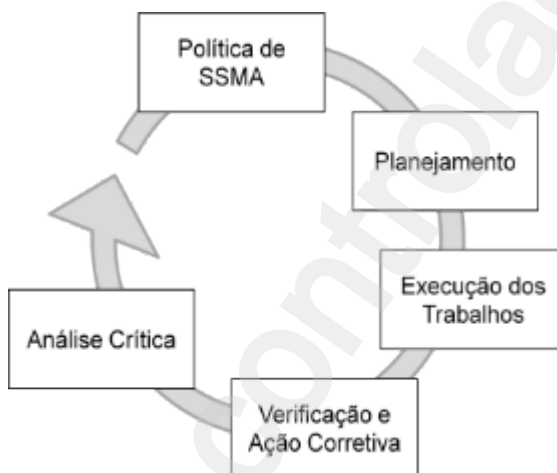 Política de
SSMA
Planejamento
Execução dos
Trabalhos
Verificação e
Ação Corretiva
Análise Crítica